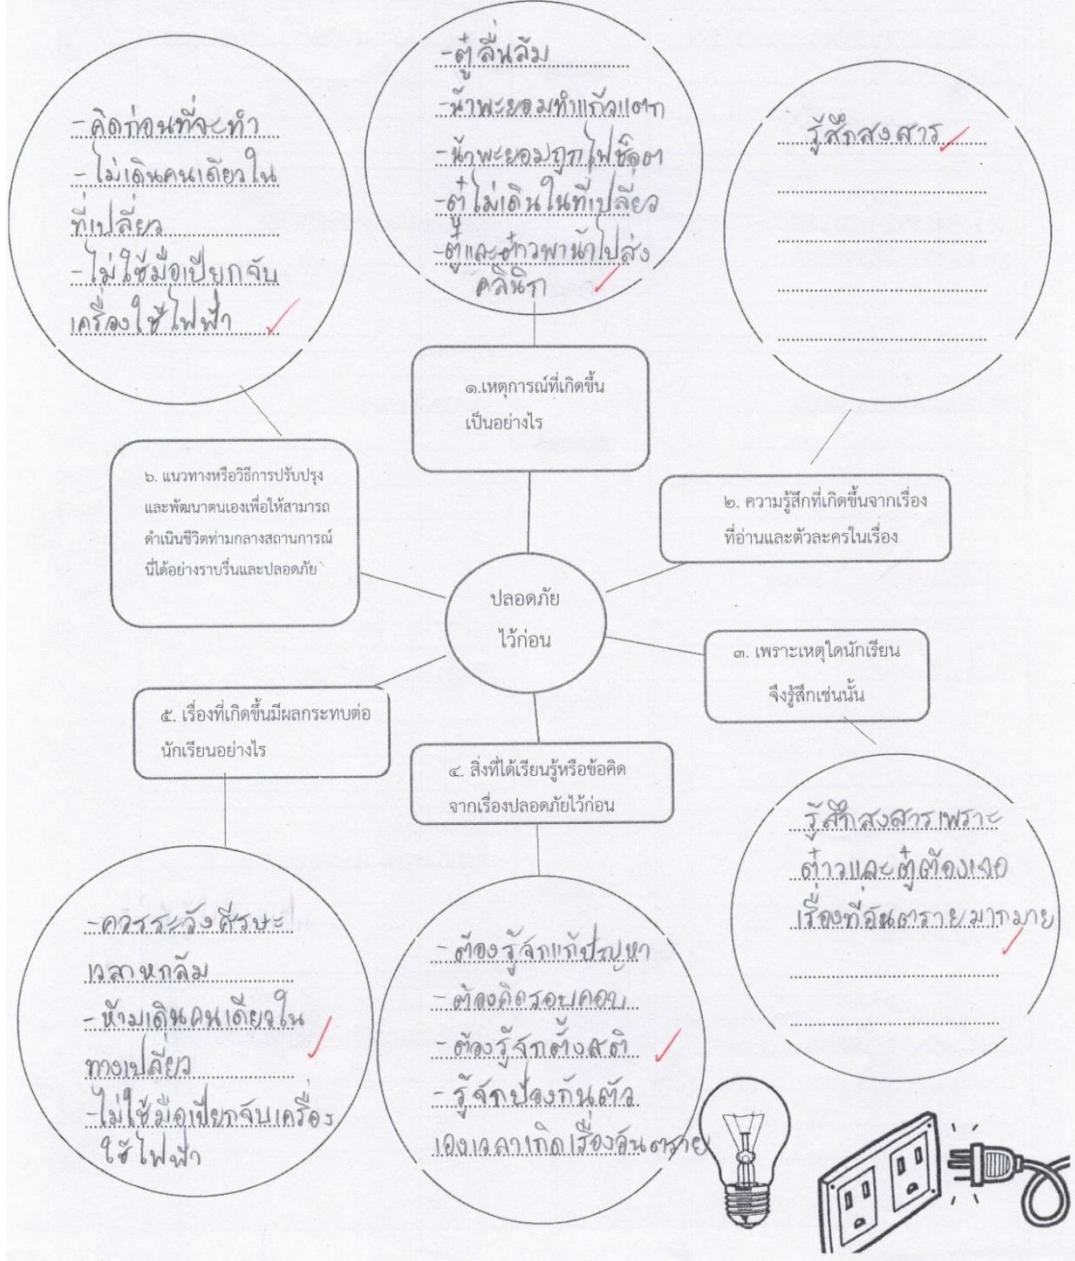 - ตู่ลื่นล้ม
- น้าพะยอมทำแก้วแตก
- น้าพะยอมถูกไฟช็อต
- ตู่ไม่เดินในที่เปลี่ยว
- ตู่และต่าวพาน้าไปส่ง
คลินิก
- คิดก่อนที่จะทำ
- ไม่เดินคนเดียวใน
ที่เปลี่ยว
- ไม่ใช้มือเปียกจับ
เครื่องใช้ไฟฟ้า
รู้สึกสงสาร
๑.เหตุการณ์ที่เกิดขึ้น
เป็นอย่างไร
๖. แนวทางหรือวิธีการปรับปรุง
และพัฒนาตนเองเพื่อให้สามารถ
ดำเนินชีวิตท่ามกลางสถานการณ์
นี้ได้อย่างราบรื่นและปลอดภัย
๒. ความรู้สึกที่เกิดขึ้นจากเรื่อง
ที่อ่านและตัวละครในเรื่อง
ปลอดภัย
ไว้ก่อน
๓. เพราะเหตุใดนักเรียน
จึงรู้สึกเช่นนั้น
๕. เรื่องที่เกิดขึ้นมีผลกระทบต่อ
นักเรียนอย่างไร
๔. สิ่งที่ได้เรียนรู้หรือข้อคิด
จากเรื่องปลอดภัยไว้ก่อน
รู้สึกสงสารเพราะ
ต่าวและตู่ต้องเจอ
เรื่องที่อันตรายมากมาย
- ควรระวังศีรษะ
เวลาหกล้ม
- ห้ามเดินคนเดียวใน
ทางเปลี่ยว
- ไม่ใช้มือเปียกจับเครื่อง
ใช้ไฟฟ้า
- ต้องรู้จักแก้ปัญหา
- ต้องคิดรอบคอบ
- ต้องรู้จักตั้งสติ
- รู้จักป้องกันตัว
เองเวลาเกิดเรื่องอันตราย